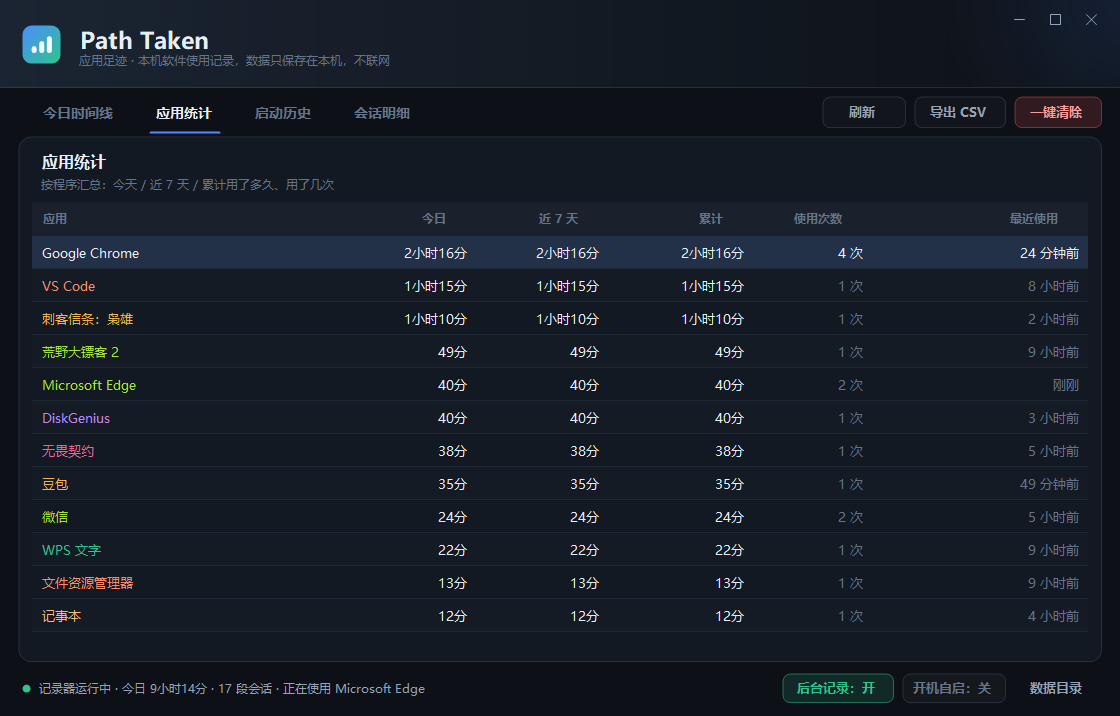 Path Taken
应用足迹 · 本机软件使用记录，数据只保存在本机，不联网
今日时间线 应用统计 启动历史 会话明细 刷新 导出 CSV 一键清除
应用统计
按程序汇总：今天 / 近 7 天 / 累计用了多久、用了几次
应用 今日 近 7 天 累计 使用次数 最近使用
Google Chrome 2小时16分 2小时16分 2小时16分 4 次 24 分钟前
VS Code 1小时15分 1小时15分 1小时15分 1 次 8 小时前
刺客信条：枭雄 1小时10分 1小时10分 1小时10分 1 次 2 小时前
荒野大镖客 2 49分 49分 49分 1 次 9 小时前
Microsoft Edge 40分 40分 40分 2 次 刚刚
DiskGenius 40分 40分 40分 1 次 3 小时前
无畏契约 38分 38分 38分 1 次 5 小时前
豆包 35分 35分 35分 1 次 49 分钟前
微信 24分 24分 24分 2 次 5 小时前
WPS 文字 22分 22分 22分 1 次 9 小时前
文件资源管理器 13分 13分 13分 1 次 9 小时前
记事本 12分 12分 12分 1 次 4 小时前
记录器运行中 · 今日 9小时14分 · 17 段会话 · 正在使用 Microsoft Edge 后台记录：开 开机自启：关 数据目录